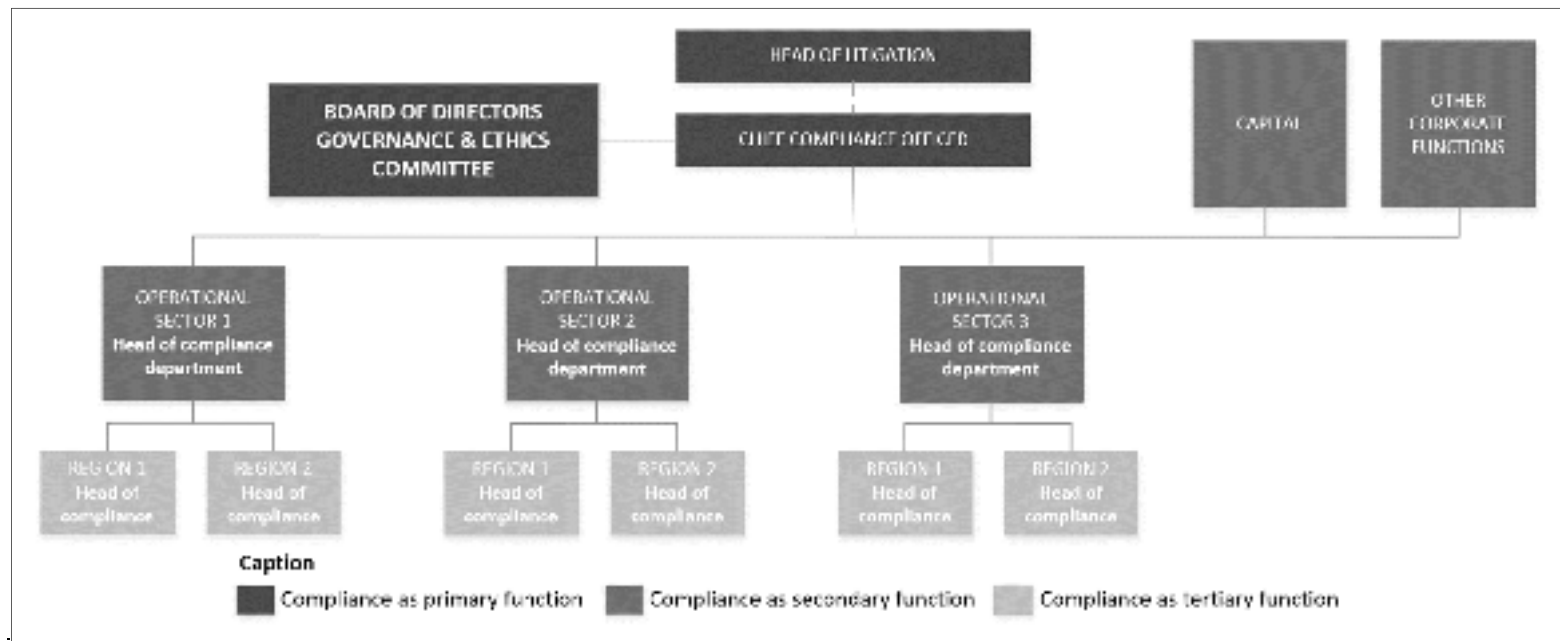 HEAD OF LITIGATION
BOARD OF DIRECTORS
GOVERNANCE & ETHICS
COMMITTEE
CHIEF COMPLIANCE OFFICER
CAPITAL
OTHER
CORPORATE
FUNCTIONS
OPERATIONAL
SECTOR 1
Head of compliance
department
OPERATIONAL
SECTOR 2
Head of compliance
department
OPERATIONAL
SECTOR 3
Head of compliance
department
REGION 1
Head of
compliance
REGION 2
Head of
compliance
REGION 1
Head of
compliance
REGION 2
Head of
compliance
REGION 1
Head of
compliance
REGION 2
Head of
compliance
Caption
Compliance as primary function
Compliance as secondary function
Compliance as tertiary function